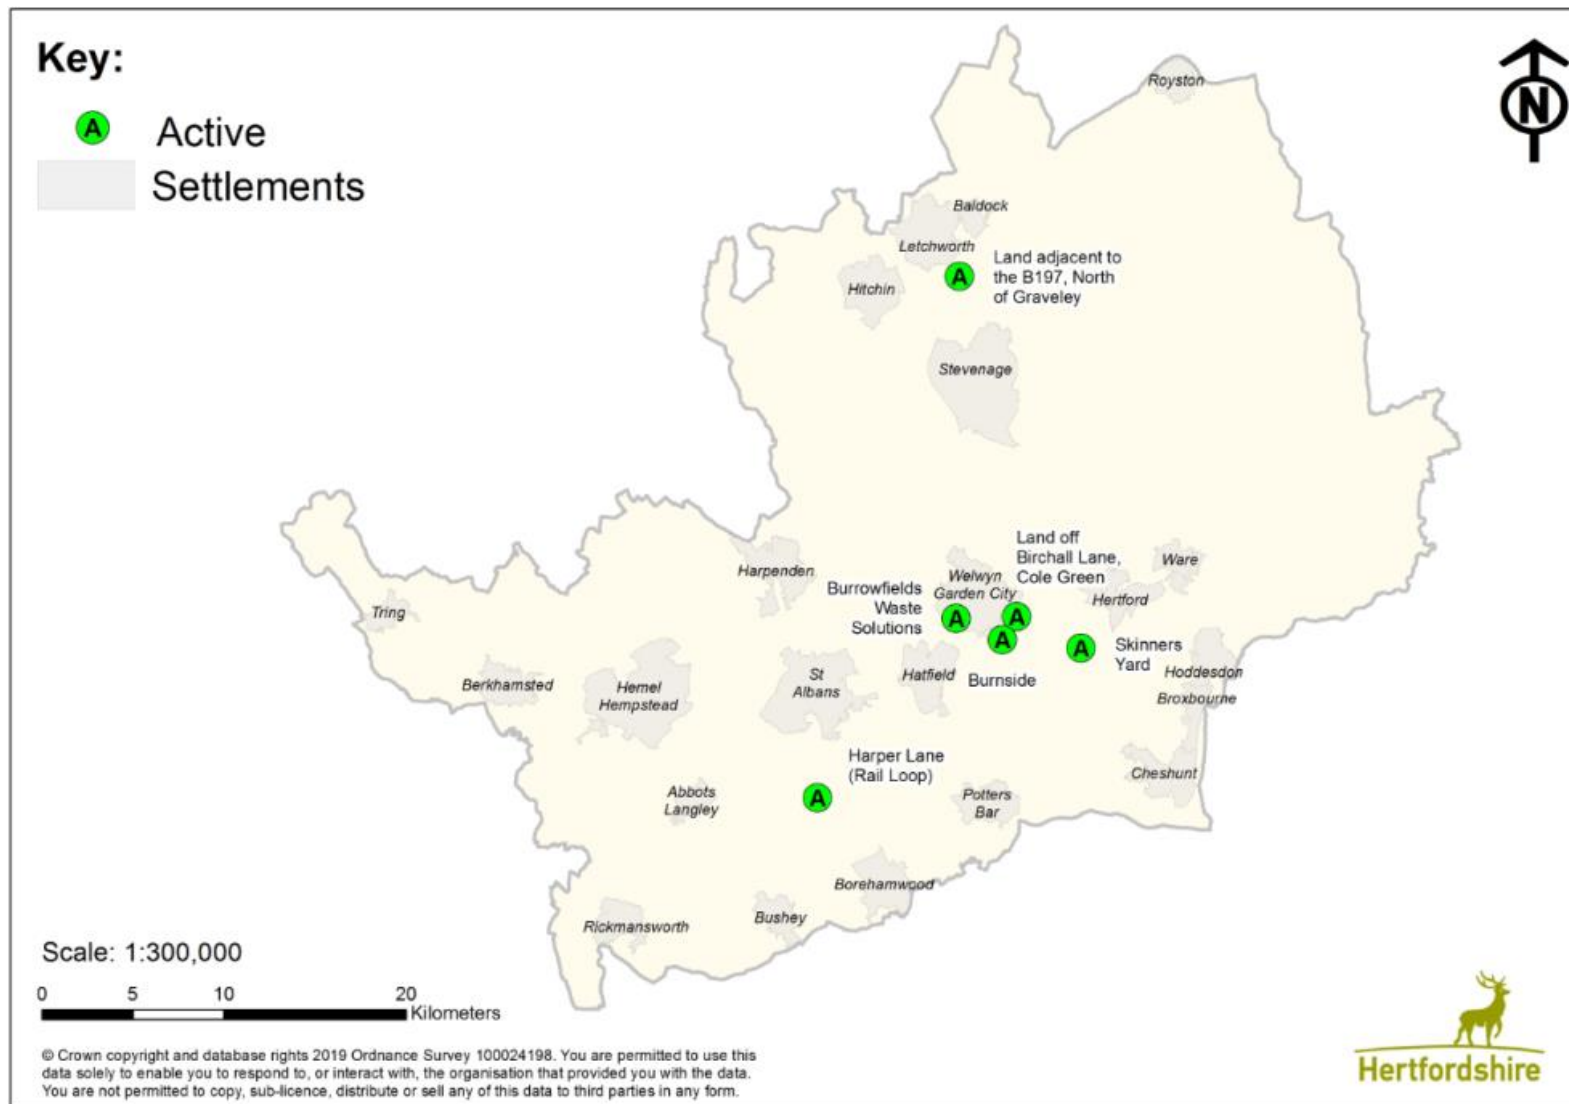 Key:
A Active
Settlements
N
Royston
Baldock
Letchworth
Hitchin
A
Land adjacent to
the B197, North
of Graveley
Stevenage
Land off
Birchall Lane,
Cole Green
Harpenden
Welwyn
Garden City
Ware
Hertford
Burrowfields
Waste
Solutions
A
A
A
A
Skinners
Yard
Tring
Berkhamsted
Hemel
Hempstead
St
Albans
Hatfield
Burnside
Hoddesdon
Broxbourne
Harper Lane
(Rail Loop)
A
Abbots
Langley
Potters
Bar
Cheshunt
Borehamwood
Bushey
Rickmansworth
Scale: 1:300,000
0 5 10 20
Kilometers
© Crown copyright and database rights 2019 Ordnance Survey 100024198. You are permitted to use this
data solely to enable you to respond to, or interact with, the organisation that provided you with the data.
You are not permitted to copy, sub-licence, distribute or sell any of this data to third parties in any form.
Hertfordshire